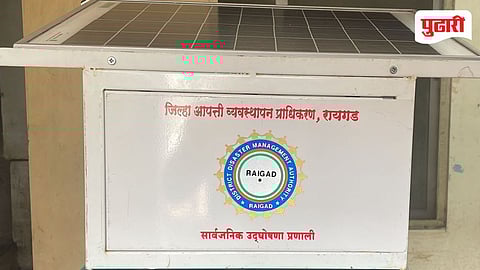 पुढारी
जिल्हा आपत्ती व्यवस्थापन प्राधिकरण, रायगड
DISTRICT DISASTER MANAGEMENT AUTHORITY
RAIGAD
RAIGAD
सार्वजनिक उद्घोषणा प्रणाली